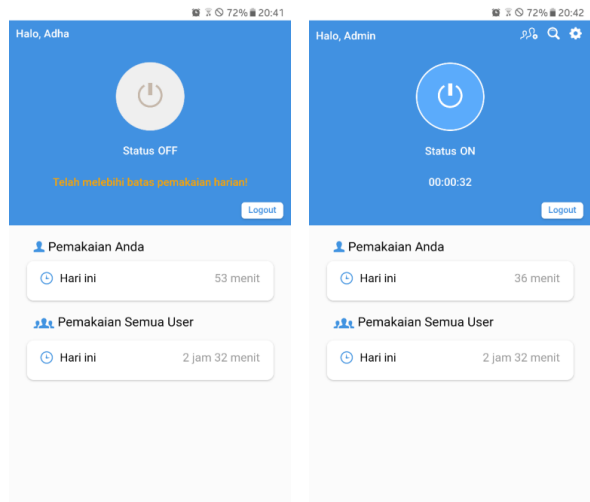 72% 20:41
Halo, Adha
Status OFF
Telah melebihi batas pemakaian harian!
Logout
Pemakaian Anda
Hari ini 53 menit
Pemakaian Semua User
Hari ini 2 jam 32 menit
72% 20:42
Halo, Admin
Status ON
00:00:32
Logout
Pemakaian Anda
Hari ini 36 menit
Pemakaian Semua User
Hari ini 2 jam 32 menit